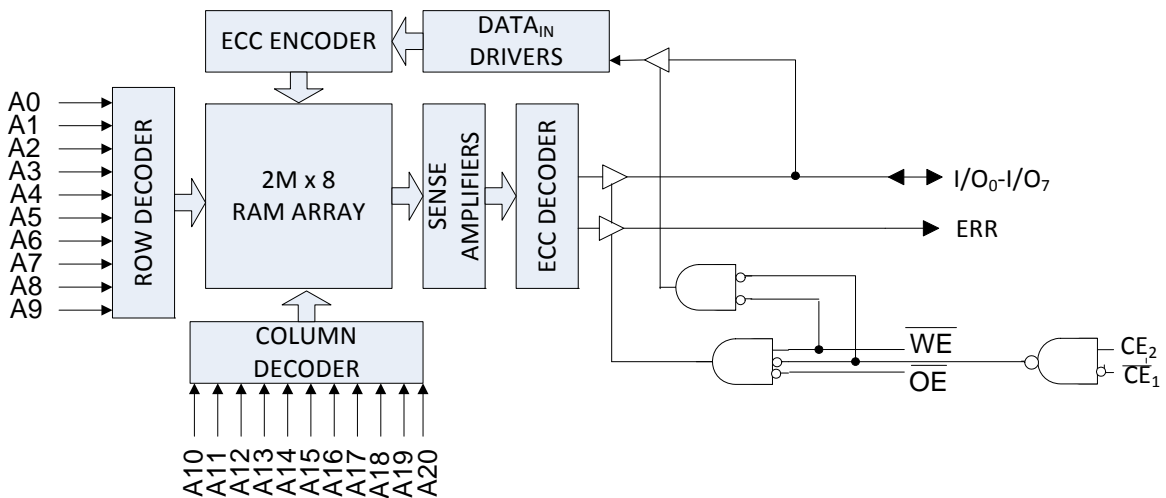 ECC ENCODER
DATAIN
DRIVERS
A0
A1
A2
A3
A4
A5
A6
A7
A8
A9
ROW DECODER
2M x 8
RAM ARRAY
SENSE
AMPLIFIERS
ECC DECODER
I/O0-I/O7
ERR
COLUMN
DECODER
WE
OE
CE2
CE1
A10
A11
A12
A13
A14
A15
A16
A17
A18
A19
A20